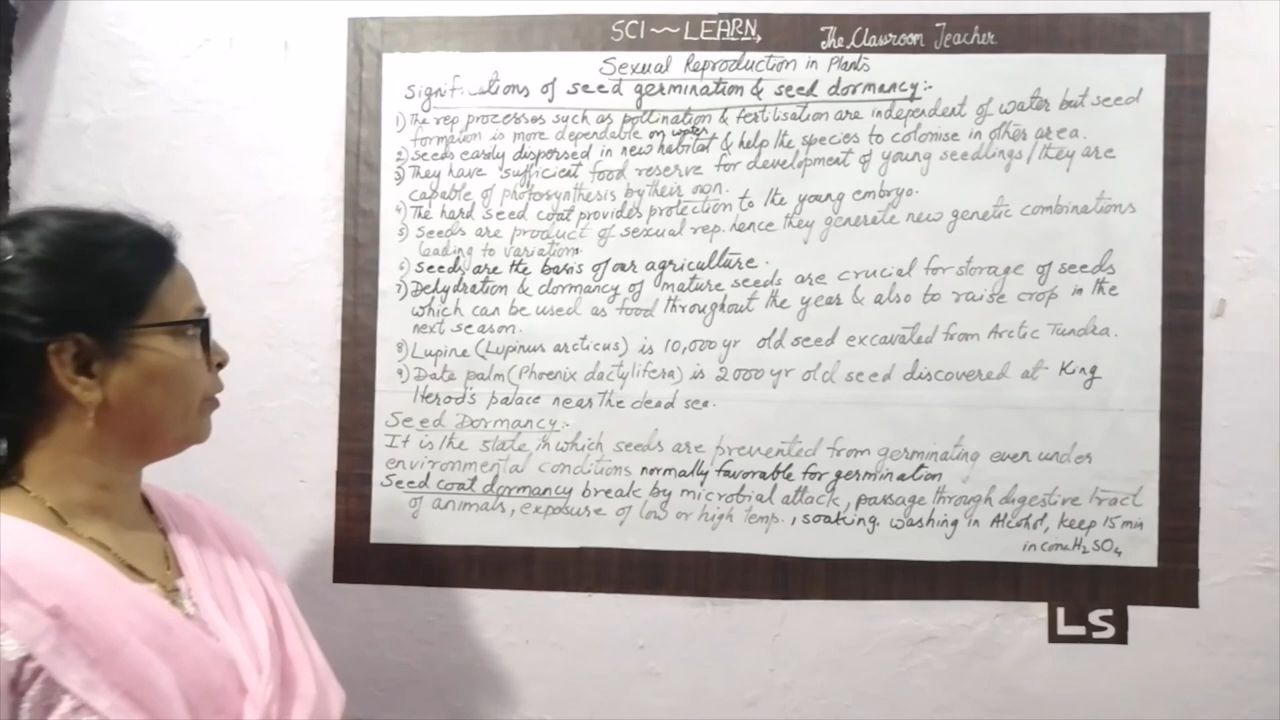 SCI~LEARN The Classroom Teacher
Sexual Reproduction in Plants
Significations of seed germination & seed dormancy:-
1) The rep processes such as pollination & fertilisation are independent of water but seed
formation is more dependable on water.
2) Seeds easily dispersed in new habitat & help the species to colonise in other area.
3) They have sufficient food reserve for development of young seedlings/they are
capable of photosynthesis by their own.
4) The hard seed coat provides protection to the young embryo.
5) Seeds are product of sexual rep. hence they generate new genetic combinations
leading to variations.
6) Seeds are the basis of our agriculture.
7) Dehydration & dormancy of mature seeds are crucial for storage of seeds
which can be used as food throughout the year & also to raise crop in the
next season.
8) Lupine (Lupinus arcticus) is 10,000yr old seed excavated from Arctic Tundra.
9) Date palm (Phoenix dactylifera) is 2000yr old seed discovered at King
Herod's palace near the dead sea.
Seed Dormancy:-
It is the state in which seeds are prevented from germinating even under
environmental conditions normally favorable for germination
Seed coat dormancy break by microbial attack, passage through digestive tract
of animals, exposure of low or high temp., soaking, washing in Alcohol, keep 15 min
in conc H₂SO₄
LS